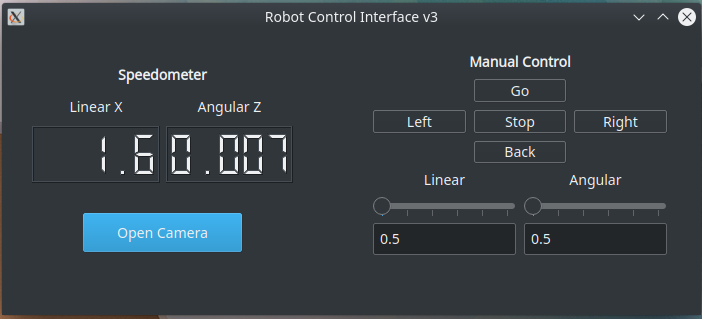 Robot Control Interface v3
Speedometer
Linear X Angular Z
1.6 0.007
Open Camera
Manual Control
Go
Left Stop Right
Back
Linear Angular
0.5 0.5